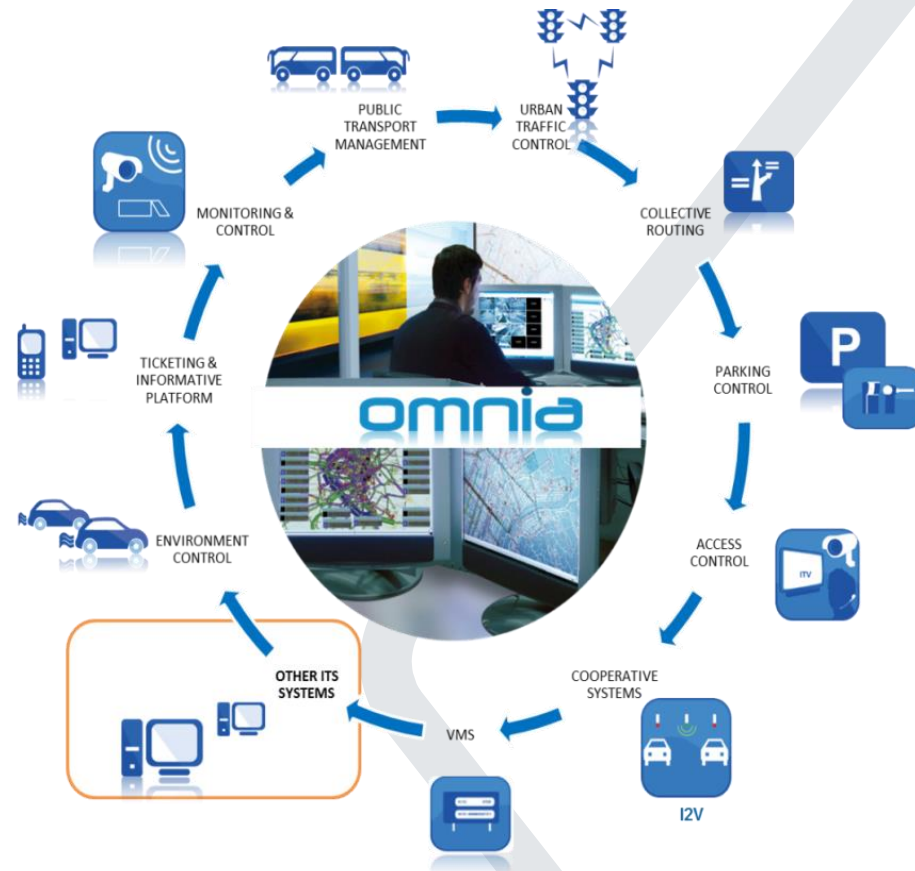 PUBLIC
TRANSPORT
MANAGEMENT
URBAN
TRAFFIC
CONTROL
COLLECTIVE
ROUTING
MONITORING &
CONTROL
P
PARKING
CONTROL
TICKETING &
INFORMATIVE
PLATFORM
omnia
ENVIRONMENT
CONTROL
ACCESS
CONTROL
ITV
OTHER ITS
SYSTEMS
COOPERATIVE
SYSTEMS
VMS
I2V